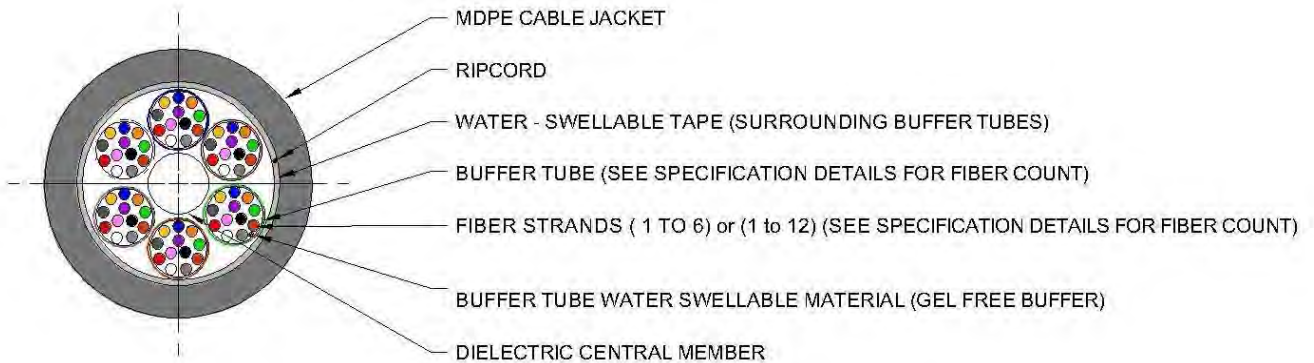 MDPE CABLE JACKET
RIPCORD
WATER - SWELLABLE TAPE (SURROUNDING BUFFER TUBES)
BUFFER TUBE (SEE SPECIFICATION DETAILS FOR FIBER COUNT)
FIBER STRANDS ( 1 TO 6) or (1 to 12) (SEE SPECIFICATION DETAILS FOR FIBER COUNT)
BUFFER TUBE WATER SWELLABLE MATERIAL (GEL FREE BUFFER)
DIELECTRIC CENTRAL MEMBER